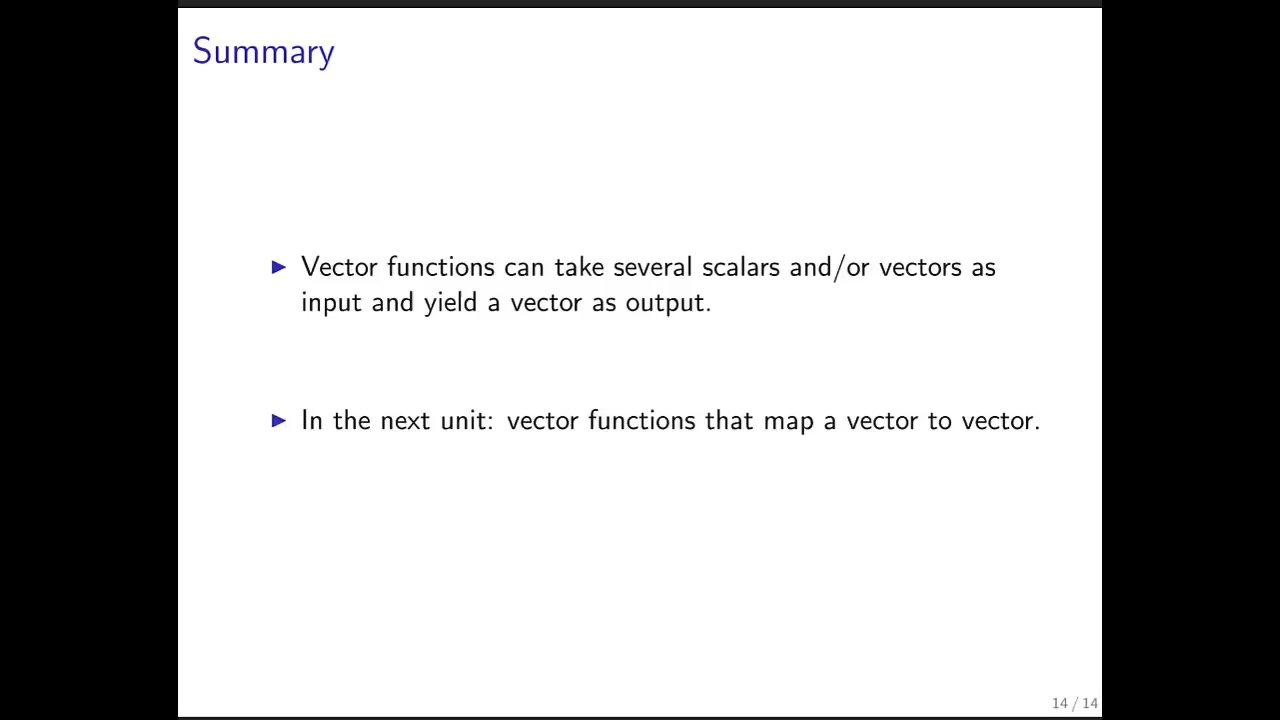 Summary
▶ Vector functions can take several scalars and/or vectors as
input and yield a vector as output.
▶ In the next unit: vector functions that map a vector to vector.
14 / 14